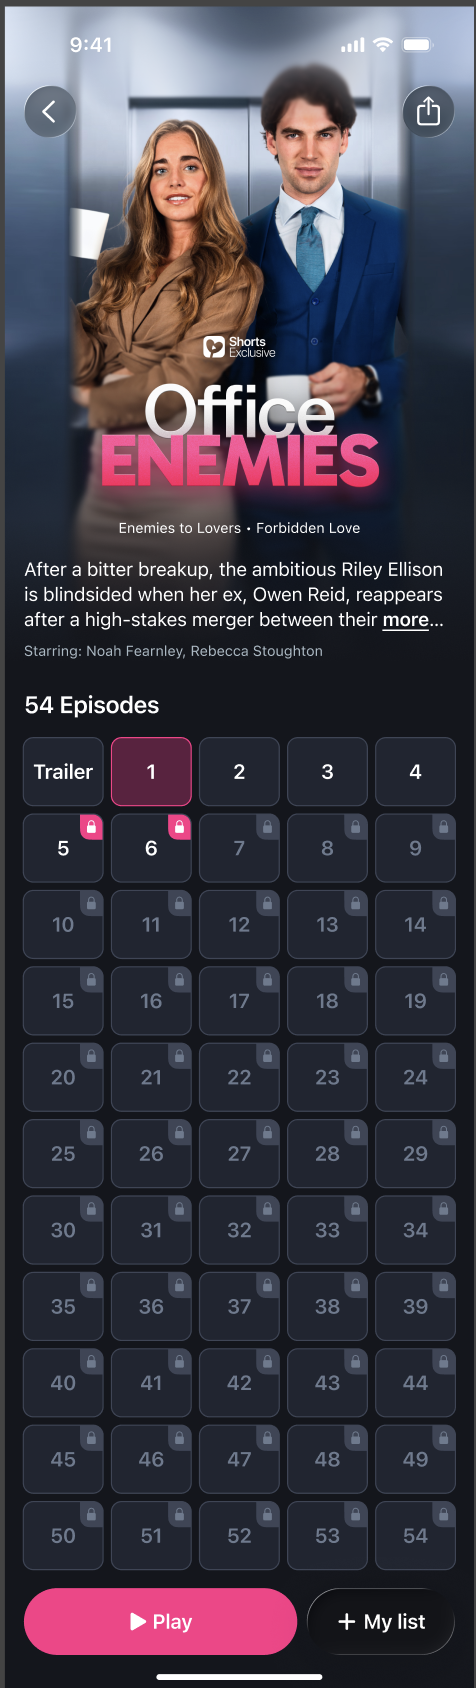 9:41
Shorts
Exclusive
Office
ENEMIES
Enemies to Lovers • Forbidden Love
After a bitter breakup, the ambitious Riley Ellison
is blindsided when her ex, Owen Reid, reappears
after a high-stakes merger between their more...
Starring: Noah Fearnley, Rebecca Stoughton
54 Episodes
Trailer 1 2 3 4
5 6 7 8 9
10 11 12 13 14
15 16 17 18 19
20 21 22 23 24
25 26 27 28 29
30 31 32 33 34
35 36 37 38 39
40 41 42 43 44
45 46 47 48 49
50 51 52 53 54
Play + My list